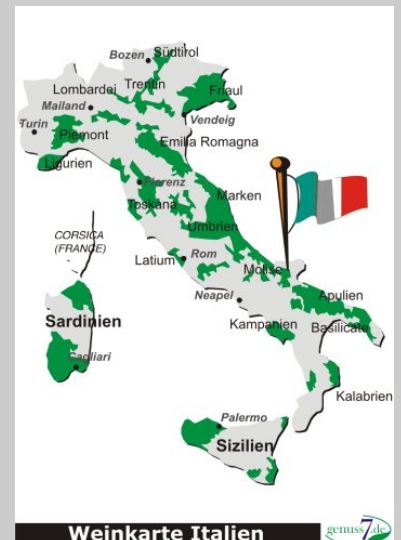 Bozen
Südtirol
Lombardei
Trentin
Friaul
Mailand
Vendeig
Turin
Piemont
Emilia Romagna
Ligurien
Florenz
Toskana
Marken
Umbrien
CORSICA
(FRANCE)
Latium
Rom
Molise
Neapel
Apulien
Sardinien
Kampanien
Basilicate
Cagliari
Kalabrien
Palermo
Sizilien
Weinkarte Italien
genuss7.de